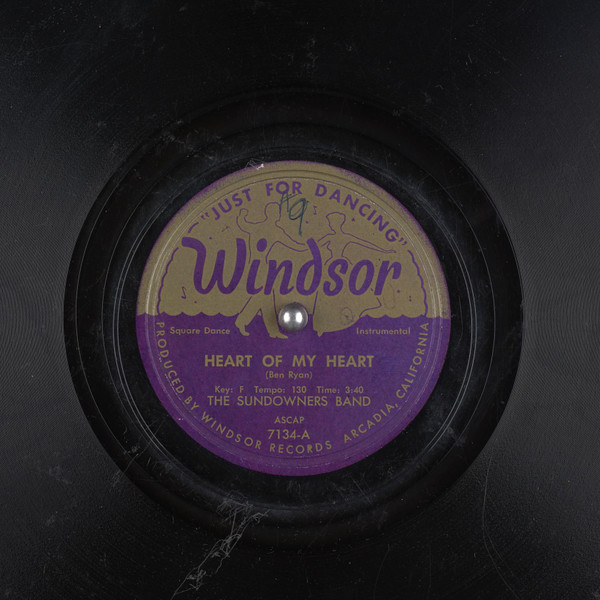 "JUST FOR DANCING"
A9
Windsor
Square Dance Instrumental
HEART OF MY HEART
(Ben Ryan)
Key: F Tempo: 130 Time: 3:40
THE SUNDOWNERS BAND
ASCAP
7134-A
PRODUCED BY WINDSOR RECORDS ARCADIA, CALIFORNIA